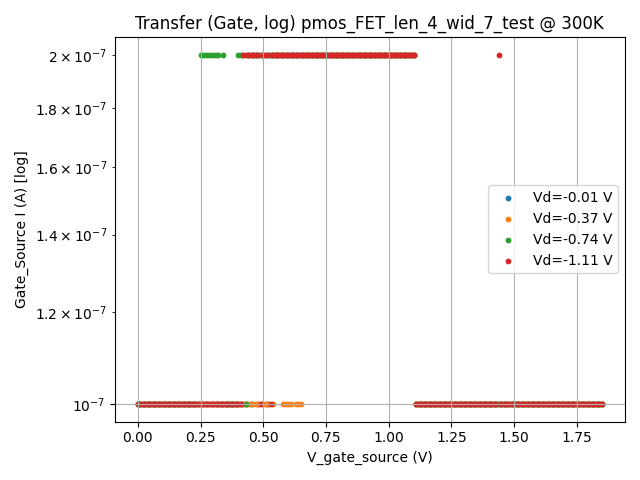 Transfer (Gate, log) pmos_FET_len_4_wid_7_test @ 300K
Gate_Source I (A) [log]
2 × 10⁻⁷
1.8 × 10⁻⁷
1.6 × 10⁻⁷
1.4 × 10⁻⁷
1.2 × 10⁻⁷
10⁻⁷
Vd=-0.01 V
Vd=-0.37 V
Vd=-0.74 V
Vd=-1.11 V
0.00 0.25 0.50 0.75 1.00 1.25 1.50 1.75
V_gate_source (V)